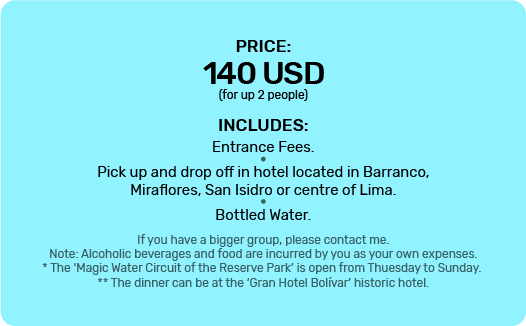 PRICE:
140 USD
(for up 2 people)
INCLUDES:
Entrance Fees.
•
Pick up and drop off in hotel located in Barranco,
Miraflores, San Isidro or centre of Lima.
•
Bottled Water.
If you have a bigger group, please contact me.
Note: Alcoholic beverages and food are incurred by you as your own expenses.
* The ‘Magic Water Circuit of the Reserve Park’ is open from Thuesday to Sunday.
** The dinner can be at the ‘Gran Hotel Bolívar’ historic hotel.